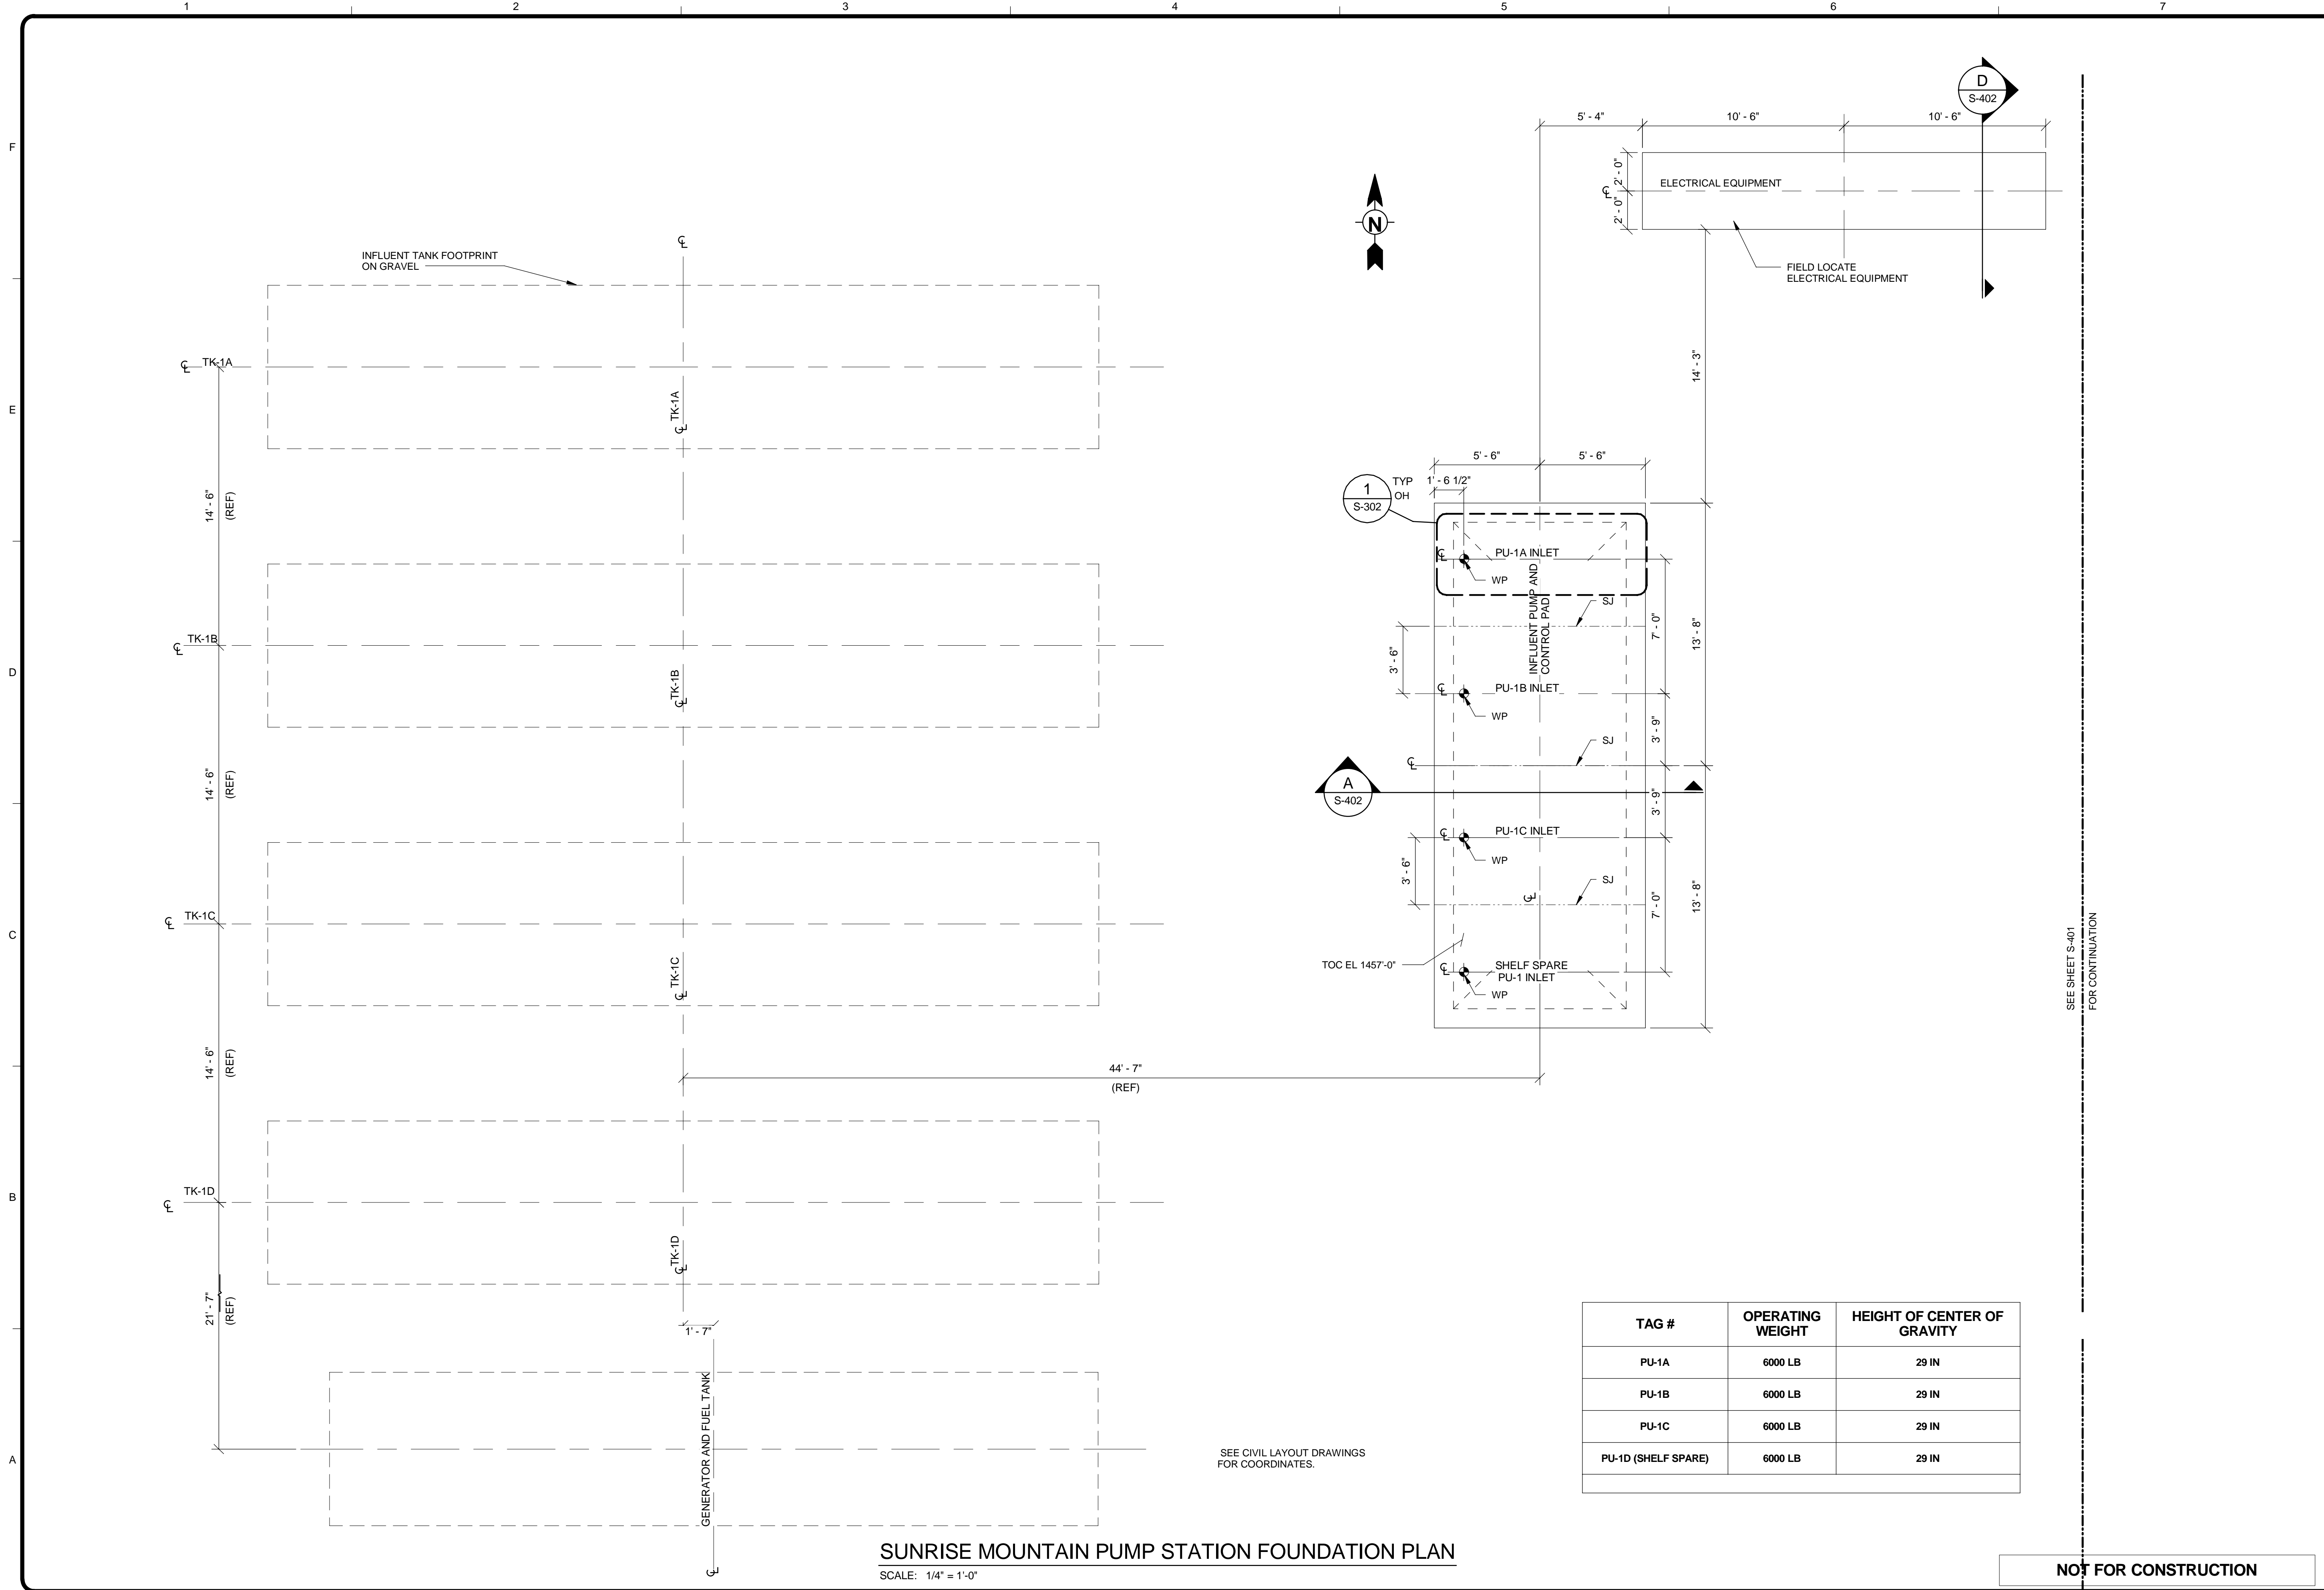 1
2
3
4
5
6
7
F
E
D
C
B
A
D
S-402
5' - 4"
10' - 6"
10' - 6"
2' - 0"
2' - 0"
ELECTRICAL EQUIPMENT
FIELD LOCATE
ELECTRICAL EQUIPMENT
N
INFLUENT TANK FOOTPRINT
ON GRAVEL
TK-1A
TK-1A
14' - 6"
(REF)
TK-1B
TK-1B
14' - 6"
(REF)
TK-1C
TK-1C
14' - 6"
(REF)
TK-1D
TK-1D
21' - 7"
(REF)
1' - 7"
GENERATOR AND FUEL TANK
44' - 7"
(REF)
14' - 3"
5' - 6"
5' - 6"
1' - 6 1/2"
1
S-302
TYP
OH
PU-1A INLET
WP
INFLUENT PUMP AND
CONTROL PAD
SJ
7' - 0"
13' - 8"
3' - 6"
PU-1B INLET
WP
3' - 9"
SJ
A
S-402
3' - 9"
PU-1C INLET
WP
3' - 6"
SJ
7' - 0"
13' - 8"
TOC EL 1457'-0"
SHELF SPARE
PU-1 INLET
WP
SEE SHEET S-401
FOR CONTINUATION
TAG # OPERATING WEIGHT HEIGHT OF CENTER OF GRAVITY
PU-1A 6000 LB 29 IN
PU-1B 6000 LB 29 IN
PU-1C 6000 LB 29 IN
PU-1D (SHELF SPARE) 6000 LB 29 IN
SEE CIVIL LAYOUT DRAWINGS
FOR COORDINATES.
SUNRISE MOUNTAIN PUMP STATION FOUNDATION PLAN
SCALE: 1/4" = 1'-0"
NOT FOR CONSTRUCTION